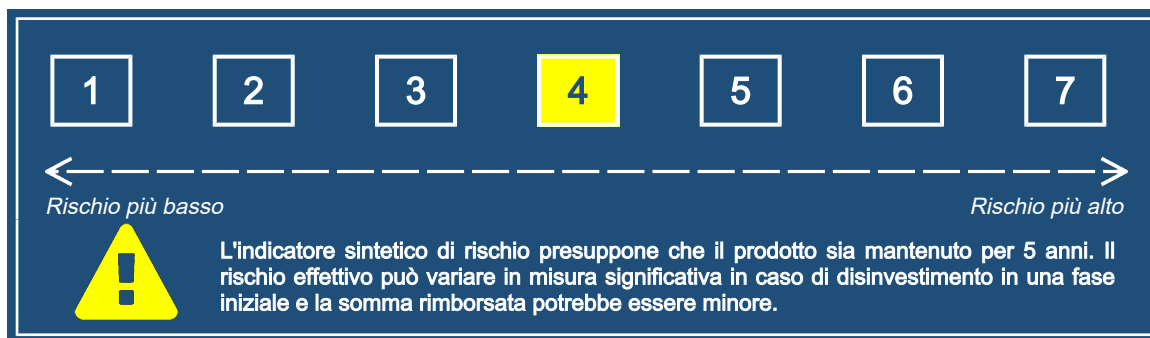 1 2 3 4 5 6 7
Rischio più basso Rischio più alto
L'indicatore sintetico di rischio presuppone che il prodotto sia mantenuto per 5 anni. Il
rischio effettivo può variare in misura significativa in caso di disinvestimento in una fase
iniziale e la somma rimborsata potrebbe essere minore.